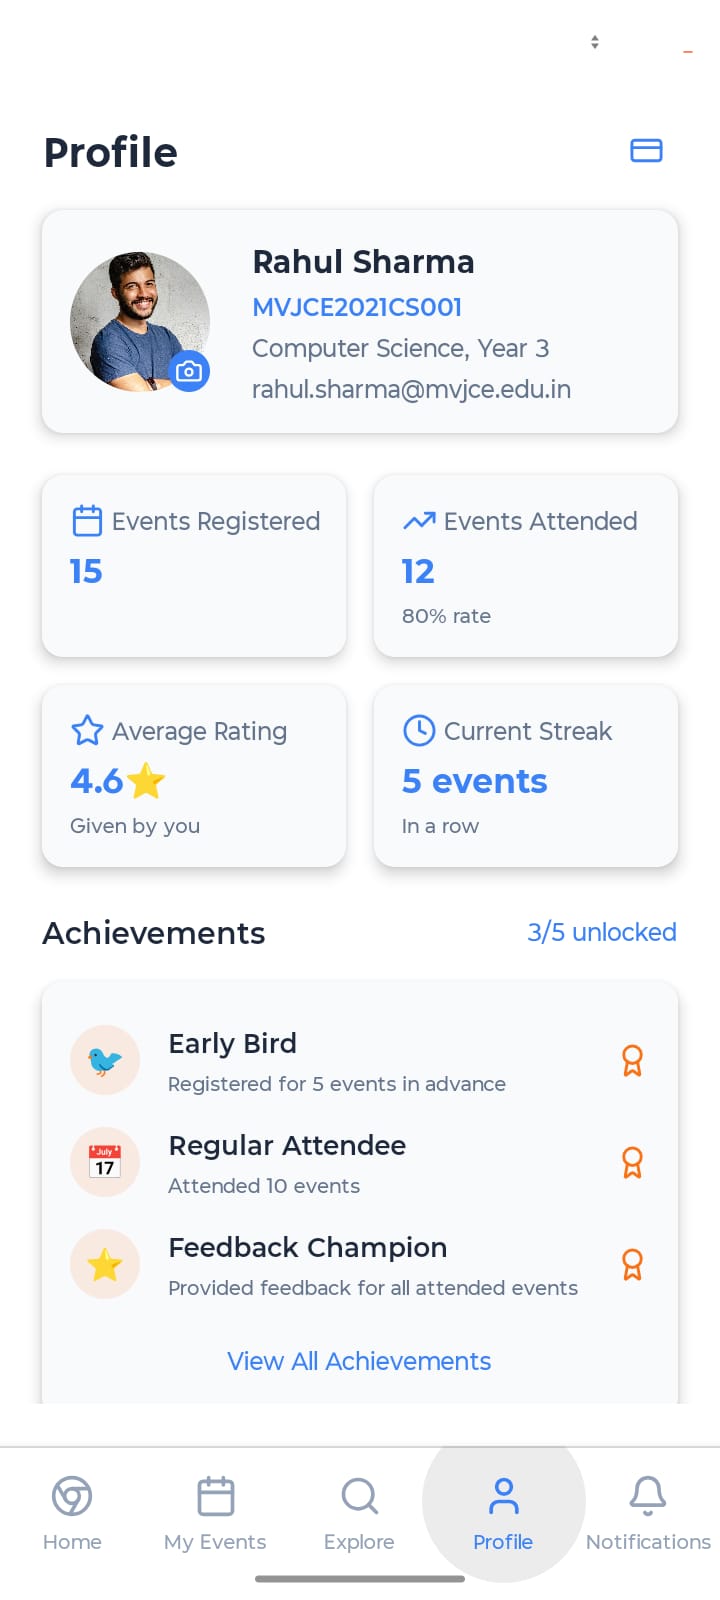 Profile
Rahul Sharma
MVJCE2021CS001
Computer Science, Year 3
rahul.sharma@mvjce.edu.in
Events Registered
15
Events Attended
12
80% rate
Average Rating
4.6⭐
Given by you
Current Streak
5 events
In a row
Achievements
3/5 unlocked
Early Bird
Registered for 5 events in advance
July
17
Regular Attendee
Attended 10 events
Feedback Champion
Provided feedback for all attended events
View All Achievements
Home
My Events
Explore
Profile
Notifications